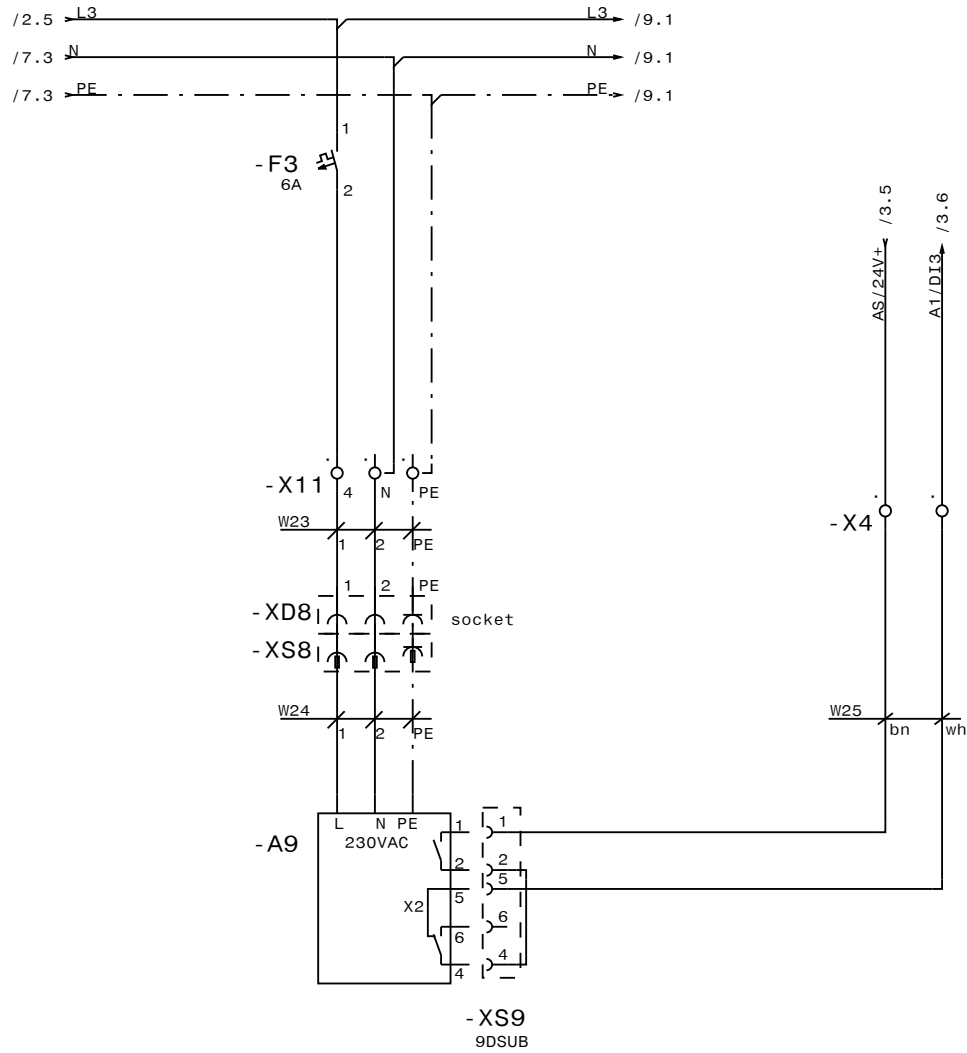 /2.5 L3 /9.1
/7.3 N N /9.1
/7.3 PE PE /9.1
1
-F3
6A
2
/3.5
/3.6
AS/24V+
A1/DI3
-X11 4 N PE
-X4
W23
1 2 PE
1 2 PE
-XD8
socket
-XS8
W24
1 2 PE
W25
bn wh
L N PE
230VAC
-A9
1 1
2 2
5 5
X2
6 6
4 4
-XS9
9DSUB